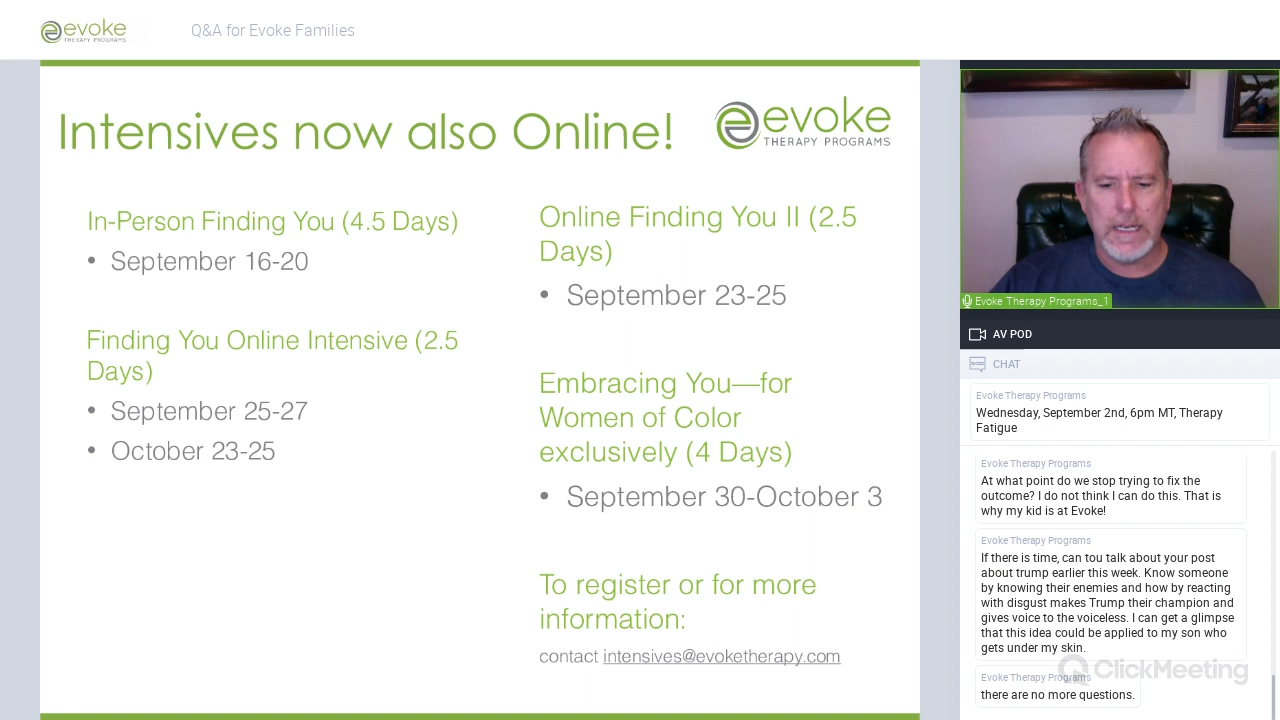 evoke
THERAPY PROGRAMS
Q&A for Evoke Families
Intensives now also Online!
evoke
THERAPY PROGRAMS
In-Person Finding You (4.5 Days)
• September 16-20
Finding You Online Intensive (2.5
Days)
• September 25-27
• October 23-25
Online Finding You II (2.5
Days)
• September 23-25
Embracing You—for
Women of Color
exclusively (4 Days)
• September 30-October 3
To register or for more
information:
contact intensives@evoketherapy.com
Evoke Therapy Programs_1
AV POD
CHAT
Evoke Therapy Programs
Wednesday, September 2nd, 6pm MT, Therapy
Fatigue
Evoke Therapy Programs
At what point do we stop trying to fix the
outcome? I do not think I can do this. That is
why my kid is at Evoke!
Evoke Therapy Programs
If there is time, can tou talk about your post
about trump earlier this week. Know someone
by knowing their enemies and how by reacting
with disgust makes Trump their champion and
gives voice to the voiceless. I can get a glimpse
that this idea could be applied to my son who
gets under my skin.
Evoke Therapy Programs
there are no more questions.
ClickMeeting